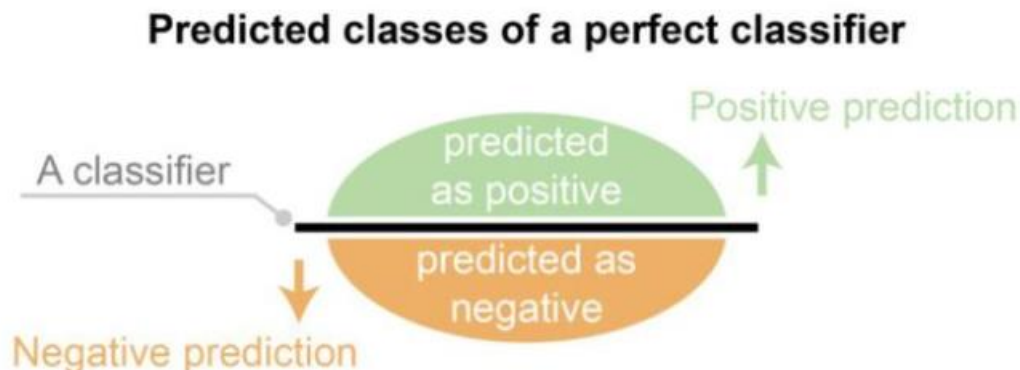 Predicted classes of a perfect classifier
Positive prediction
predicted
as positive
A classifier
predicted as
negative
Negative prediction